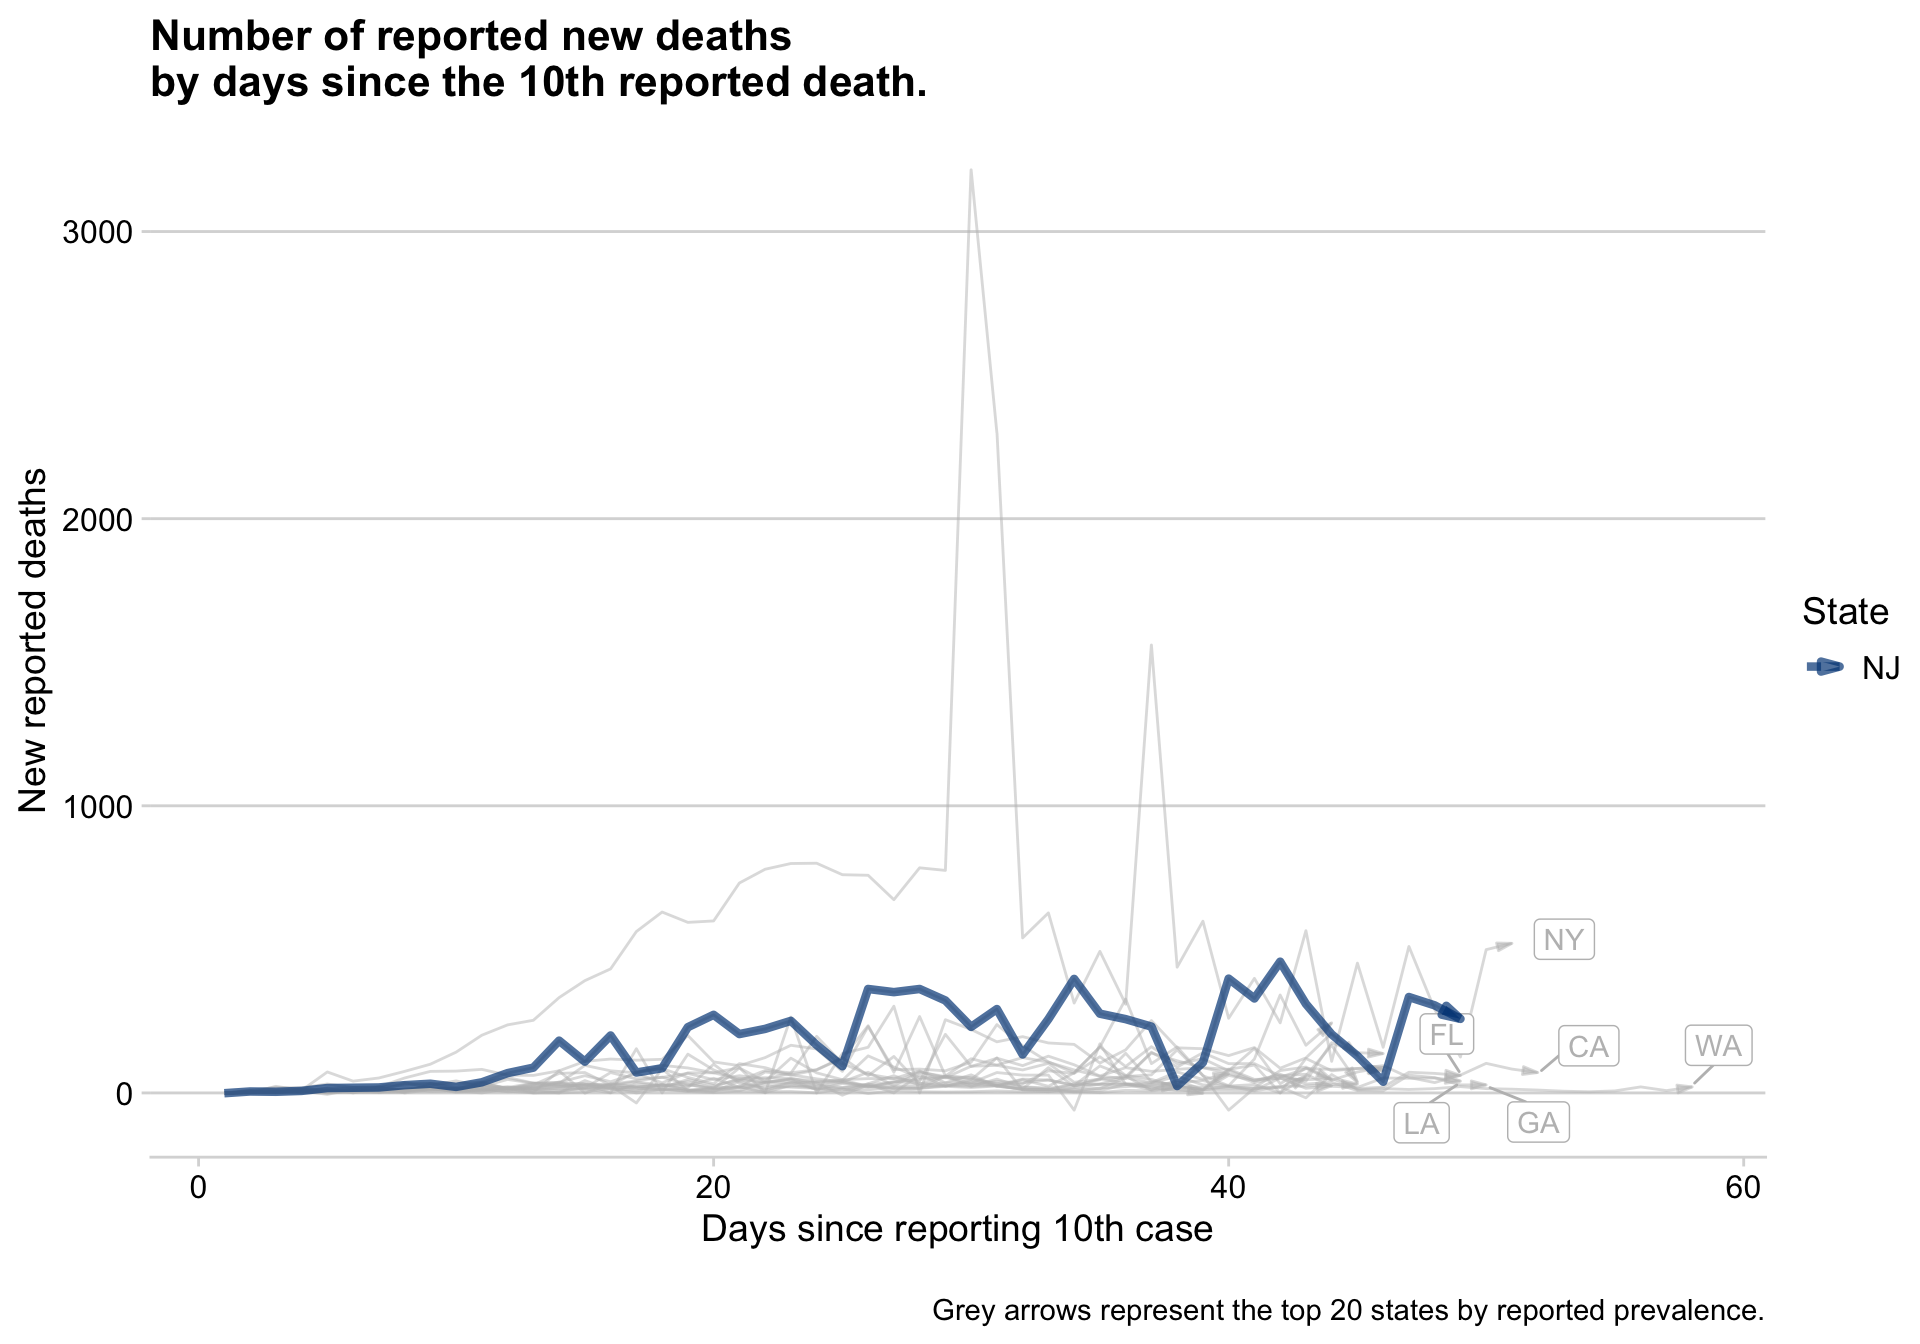 Number of reported new deaths
by days since the 10th reported death.
New reported deaths
3000
2000
1000
0
0
20
40
60
Days since reporting 10th case
NY
FL
CA
WA
LA
GA
State
NJ
Grey arrows represent the top 20 states by reported prevalence.